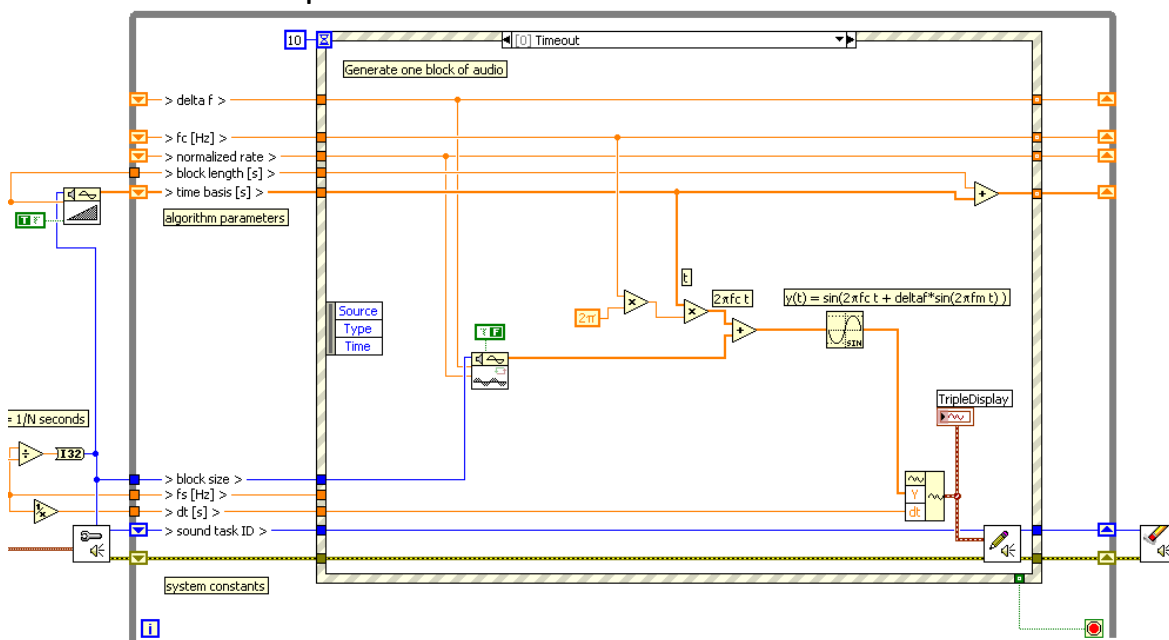 10
[0] Timeout
Generate one block of audio
> delta f >
> fc [Hz] >
> normalized rate >
> block length [s] >
> time basis [s] >
T F
algorithm parameters
t
2πfc t
y(t) = sin(2πfc t + deltaf*sin(2πfm t) )
2π
Source
Type
Time
F
SIN
TripleDisplay
= 1/N seconds
I32
> block size >
> fs [Hz] >
> dt [s] >
> sound task ID >
Y
dt
1/x
system constants
i